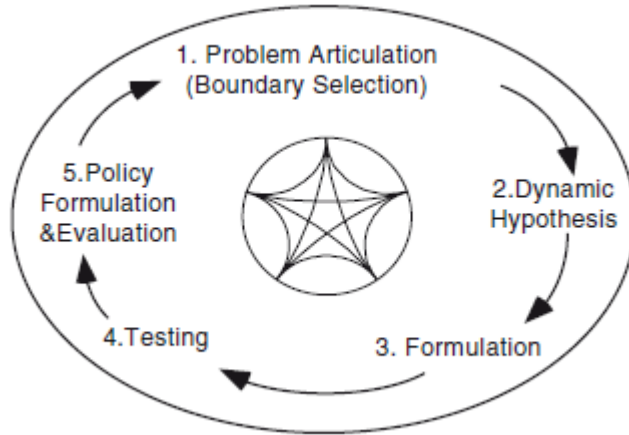 1. Problem Articulation
(Boundary Selection)
2.Dynamic
Hypothesis
3. Formulation
4.Testing
5.Policy
Formulation
&Evaluation